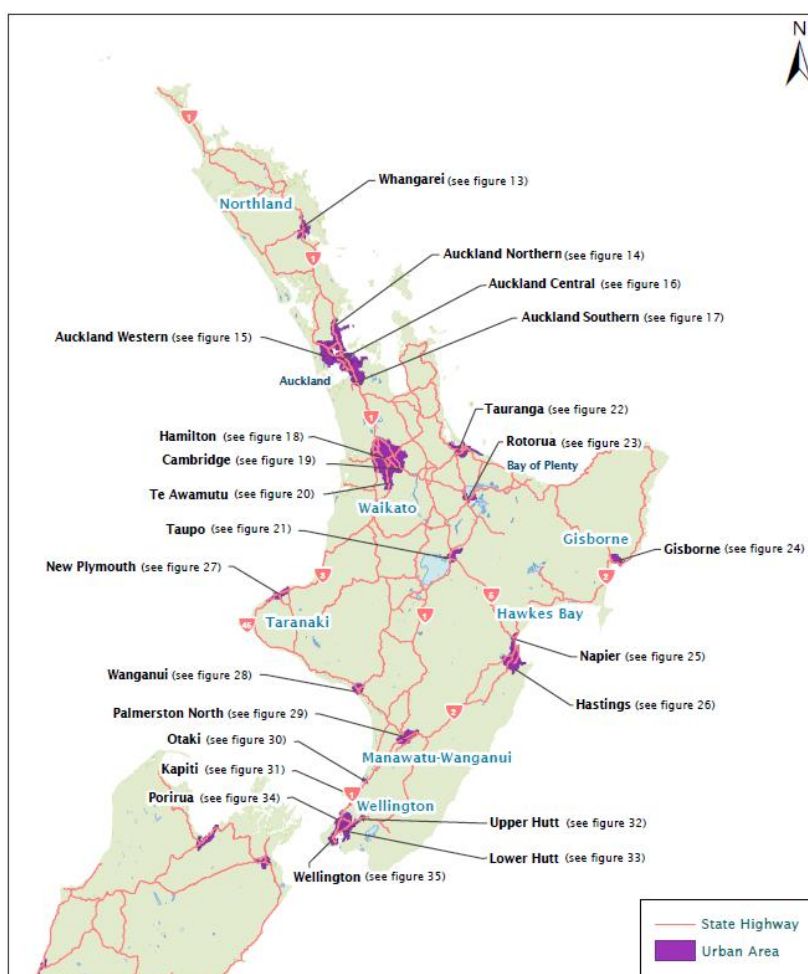 N
1
Whangarei (see figure 13)
Northland
1
Auckland Northern (see figure 14)
Auckland Central (see figure 16)
Auckland Southern (see figure 17)
Auckland Western (see figure 15)
Auckland
1
Tauranga (see figure 22)
Hamilton (see figure 18)
Rotorua (see figure 23)
Cambridge (see figure 19)
Bay of Plenty
Te Awamutu (see figure 20)
Waikato
Taupo (see figure 21)
Gisborne
Gisborne (see figure 24)
New Plymouth (see figure 27)
3
2
5
45
Taranaki
1
Hawkes Bay
Napier (see figure 25)
Wanganui (see figure 28)
Hastings (see figure 26)
Palmerston North (see figure 29)
2
Otaki (see figure 30)
Manawatu-Wanganui
Kapiti (see figure 31)
1
Porirua (see figure 34)
Wellington
Upper Hutt (see figure 32)
Lower Hutt (see figure 33)
Wellington (see figure 35)
State Highway
Urban Area